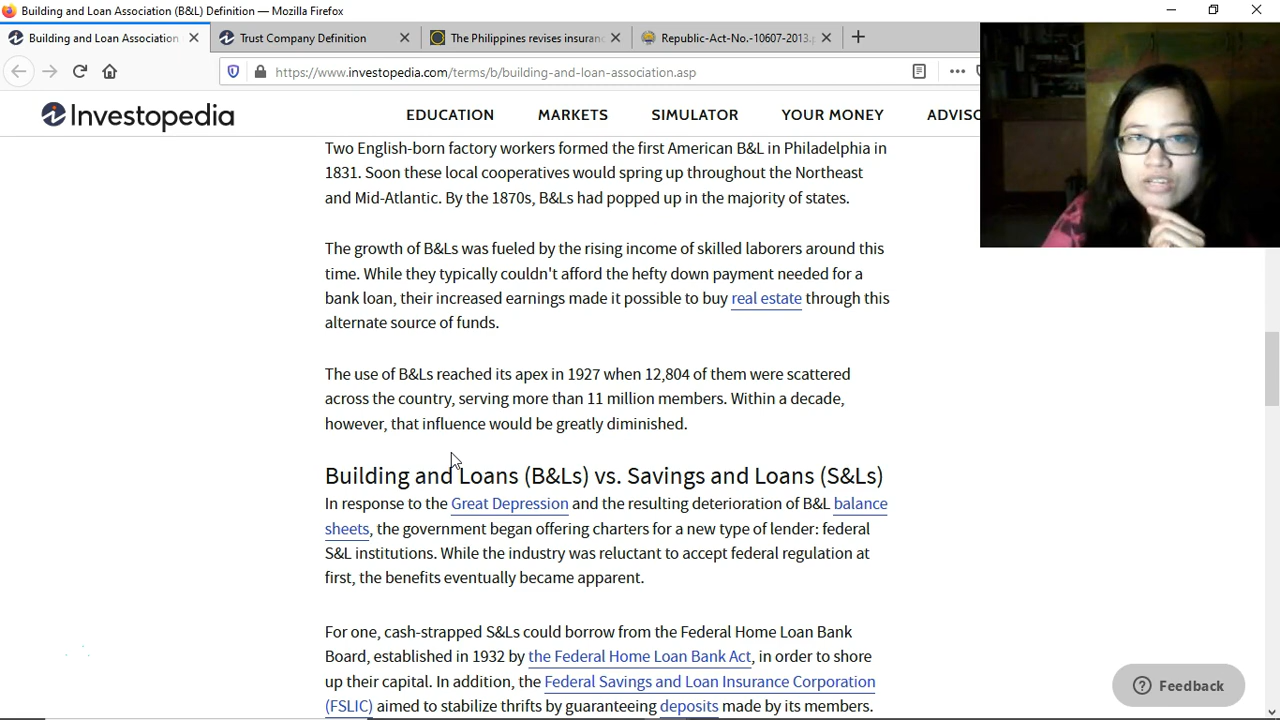 Building and Loan Association (B&L) Definition — Mozilla Firefox
Building and Loan Association
Trust Company Definition
The Philippines revises insuran
Republic-Act-No.-10607-2013.p
https://www.investopedia.com/terms/b/building-and-loan-association.asp
Investopedia
EDUCATION
MARKETS
SIMULATOR
YOUR MONEY
ADVISO
Two English-born factory workers formed the first American B&L in Philadelphia in
1831. Soon these local cooperatives would spring up throughout the Northeast
and Mid-Atlantic. By the 1870s, B&Ls had popped up in the majority of states.
The growth of B&Ls was fueled by the rising income of skilled laborers around this
time. While they typically couldn't afford the hefty down payment needed for a
bank loan, their increased earnings made it possible to buy real estate through this
alternate source of funds.
The use of B&Ls reached its apex in 1927 when 12,804 of them were scattered
across the country, serving more than 11 million members. Within a decade,
however, that influence would be greatly diminished.
Building and Loans (B&Ls) vs. Savings and Loans (S&Ls)
In response to the Great Depression and the resulting deterioration of B&L balance
sheets, the government began offering charters for a new type of lender: federal
S&L institutions. While the industry was reluctant to accept federal regulation at
first, the benefits eventually became apparent.
For one, cash-strapped S&Ls could borrow from the Federal Home Loan Bank
Board, established in 1932 by the Federal Home Loan Bank Act, in order to shore
up their capital. In addition, the Federal Savings and Loan Insurance Corporation
(FSLIC) aimed to stabilize thrifts by guaranteeing deposits made by its members.
Feedback